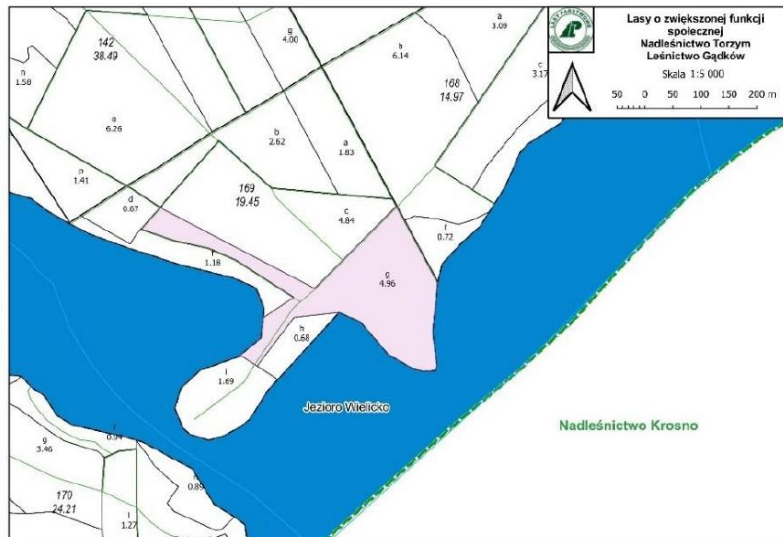 Lasy o zwiększonej funkcji
społecznej
Nadleśnictwo Torzym
Leśnictwo Gądków
Skala 1:5 000
50 0 50 100 150 200 m
142
38.49
g
4.00
b
6.14
a
3.09
168
14.97
c
3.17
n
1.58
o
6.26
b
2.62
a
1.83
p
1.41
d
0.67
169
19.45
c
4.84
f
0.72
1.18
g
4.96
h
0.68
i
1.69
Jezioro Wielicko
Nadleśnictwo Krosno
0.94
g
3.46
0.89
170
24.21
1.27